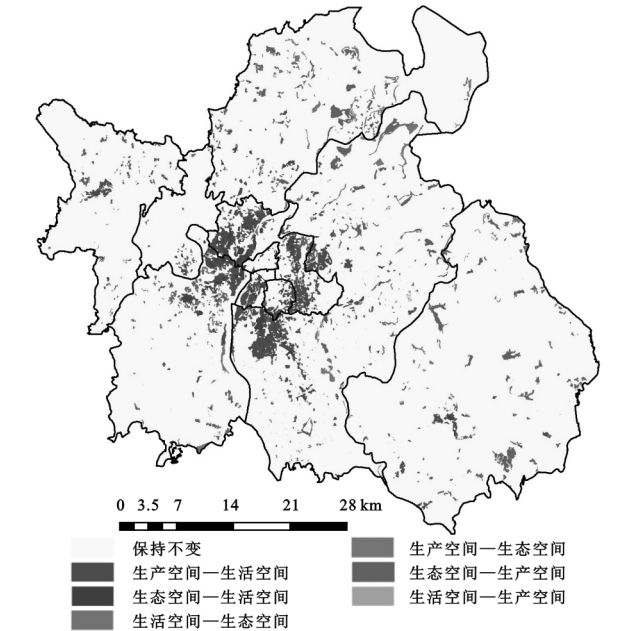 0 3.5 7 14 21 28 km
保持不变
生产空间—生活空间
生态空间—生活空间
生活空间—生态空间
生产空间—生态空间
生态空间—生产空间
生活空间—生产空间